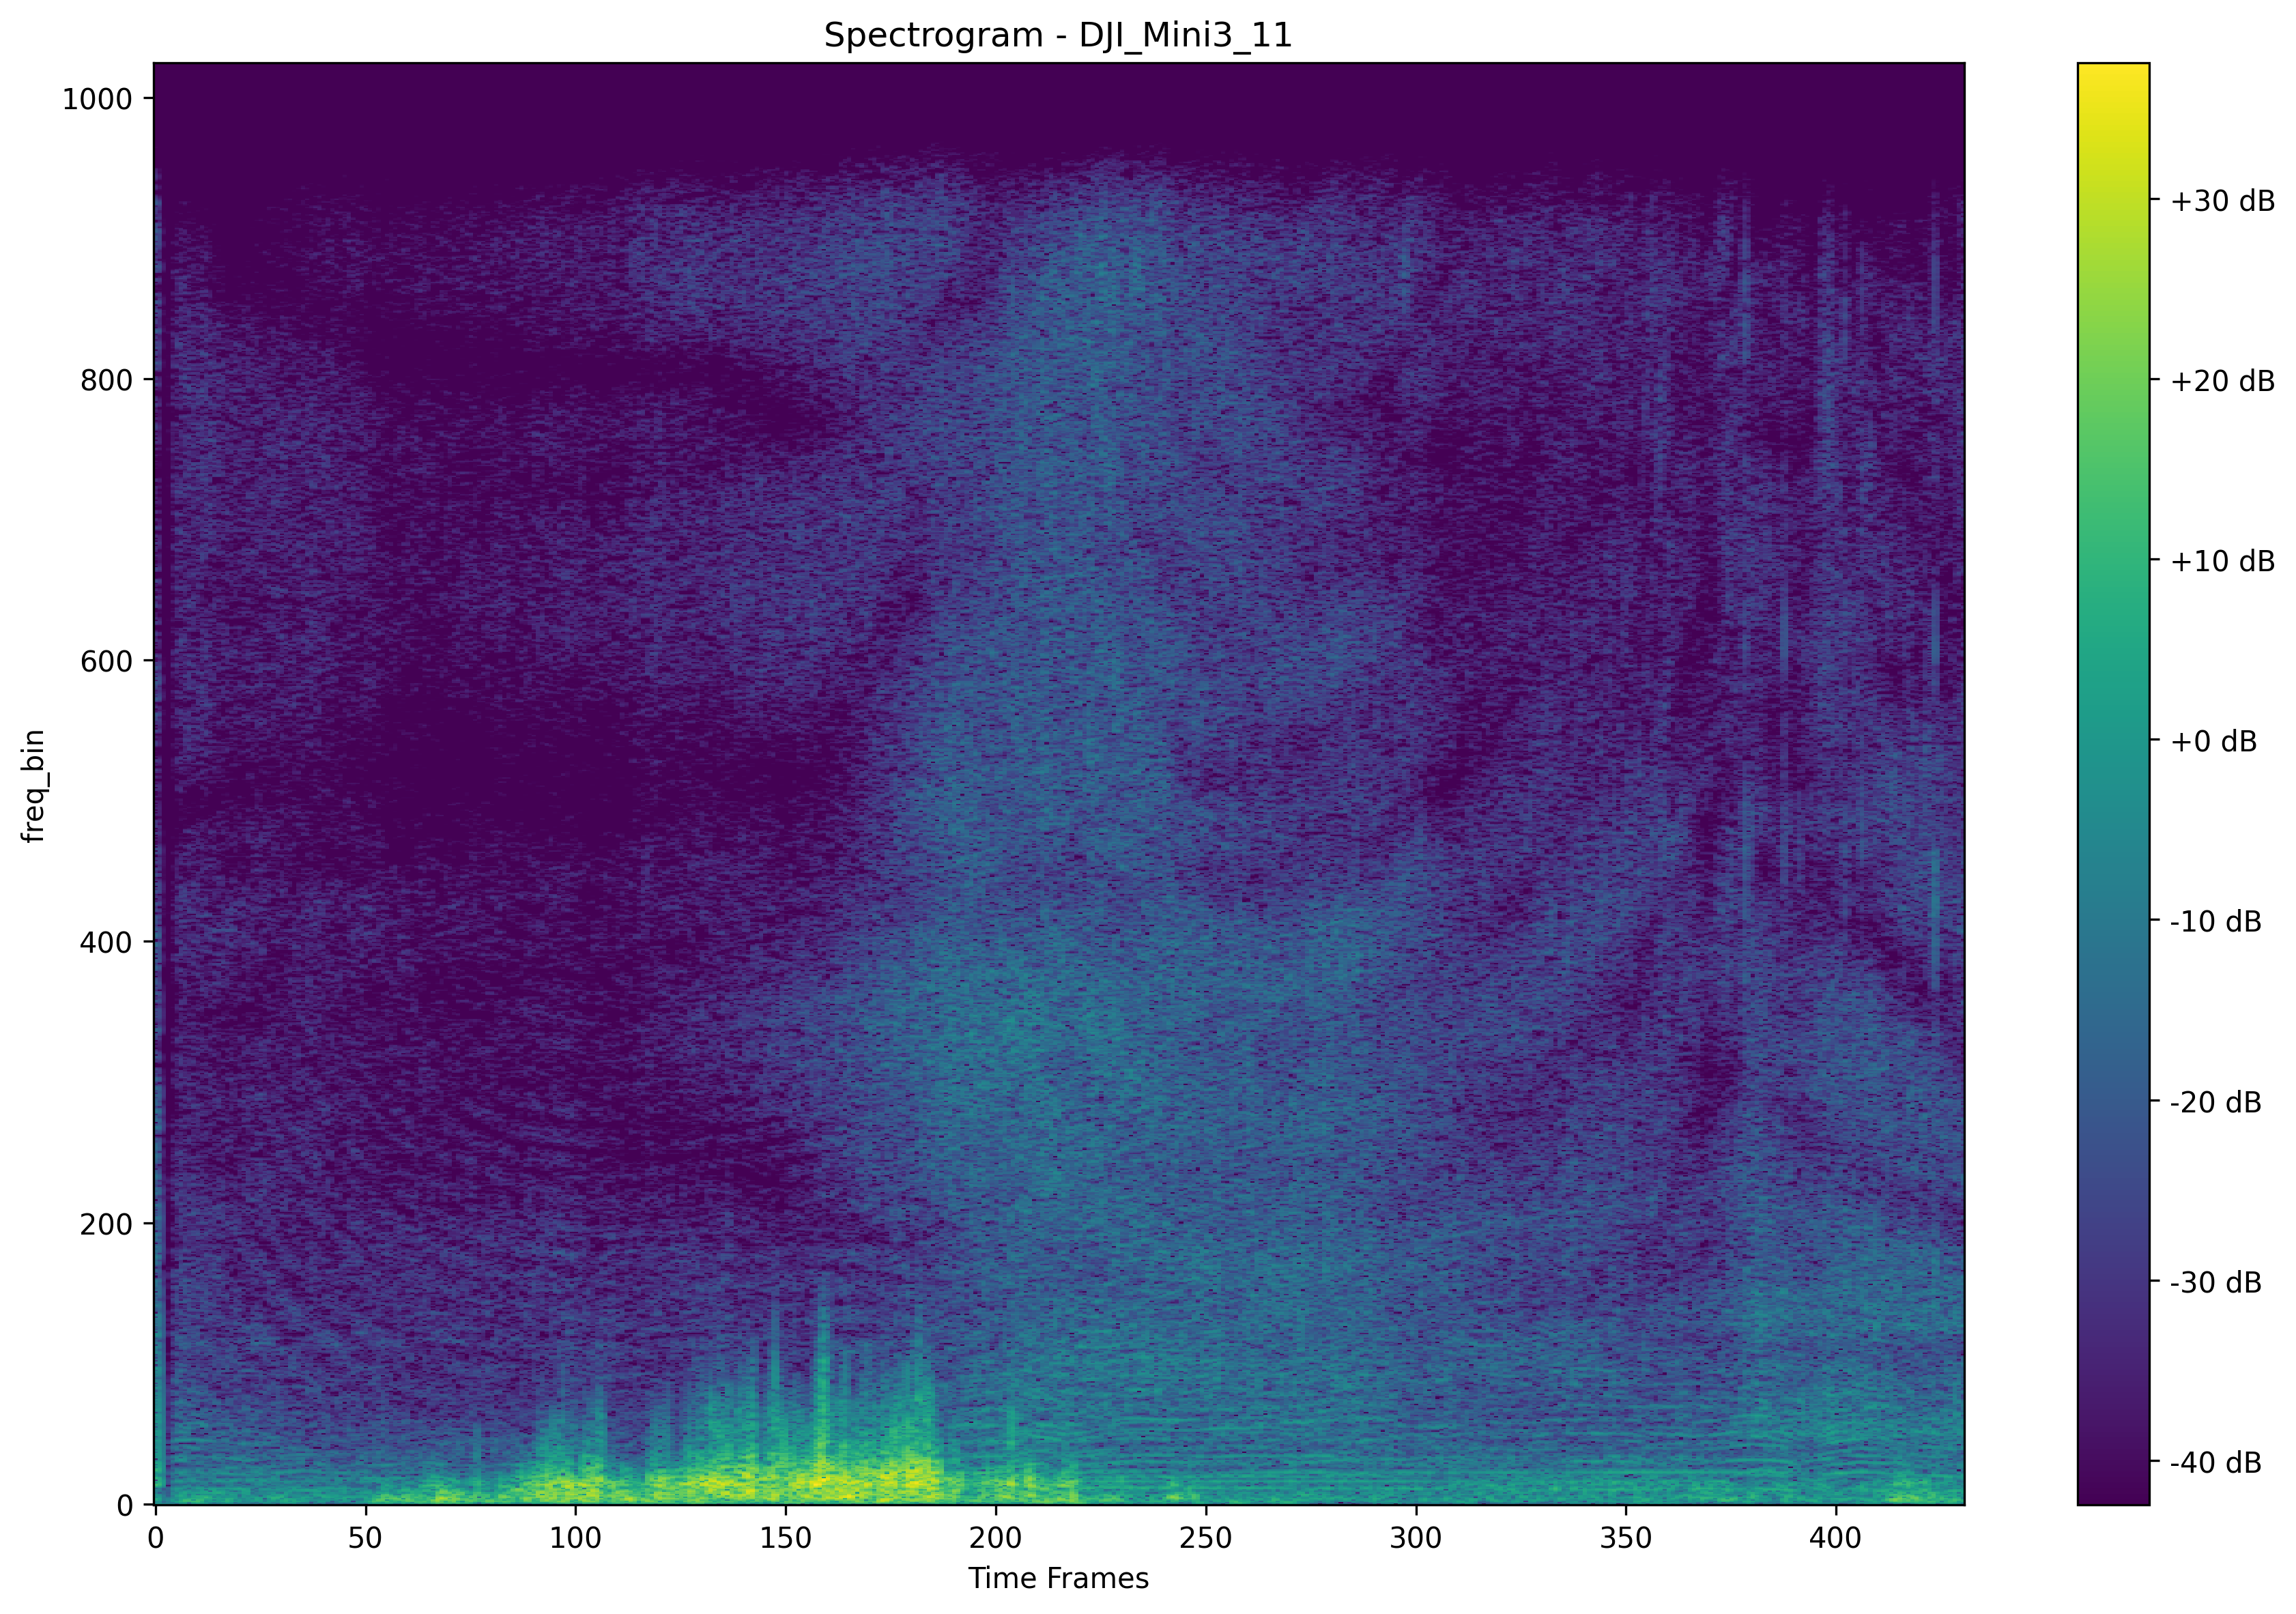 Spectrogram - DJI_Mini3_11
1000
800
600
400
200
0
freq_bin
0 50 100 150 200 250 300 350 400
Time Frames
+30 dB
+20 dB
+10 dB
+0 dB
-10 dB
-20 dB
-30 dB
-40 dB